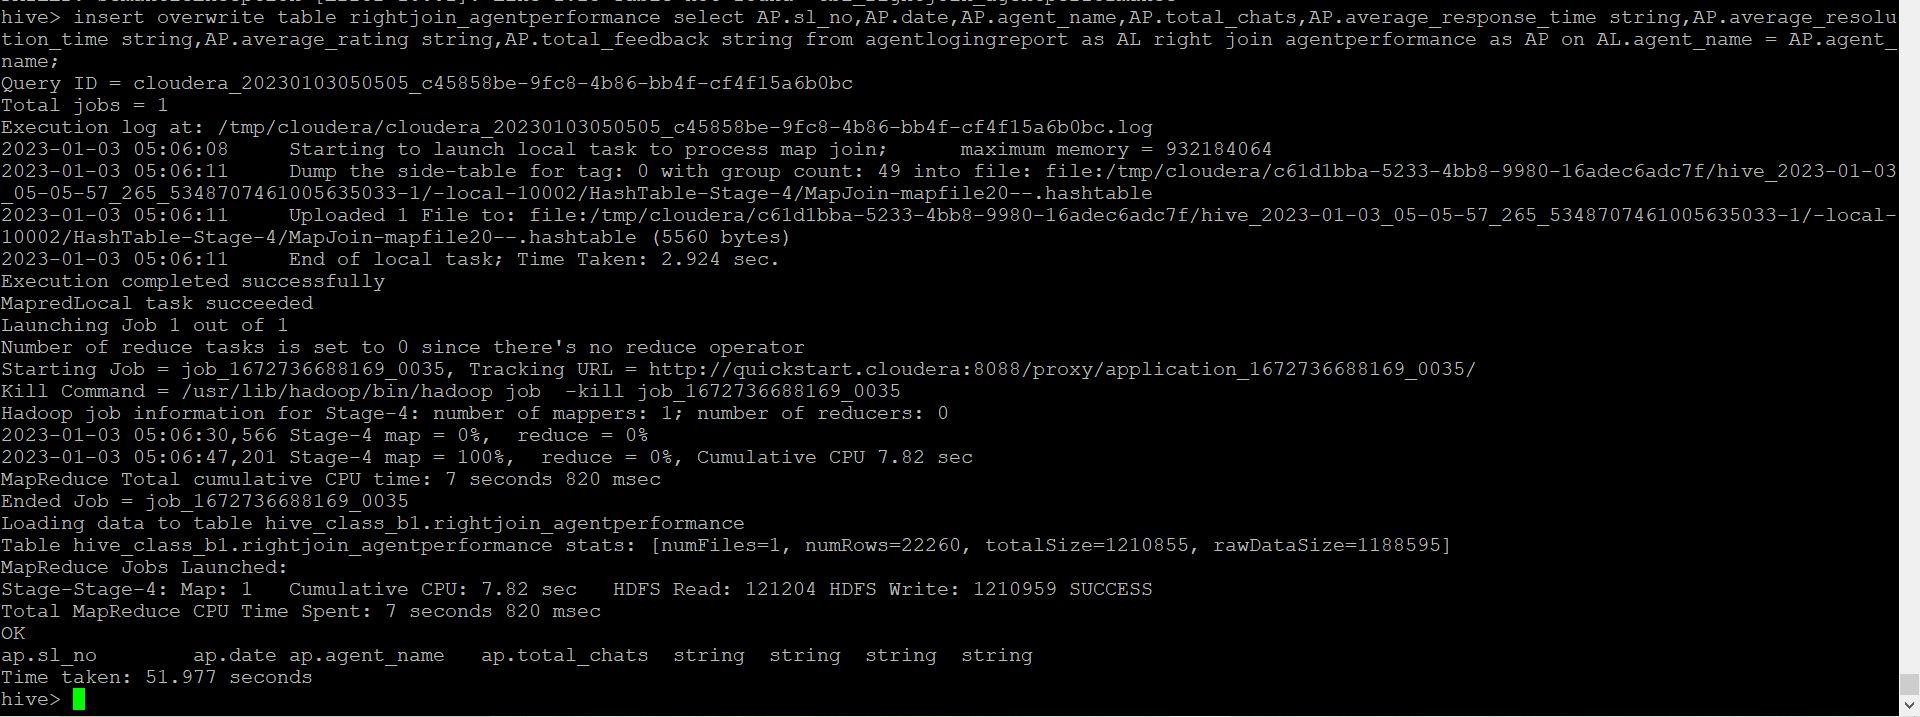 hive> insert overwrite table rightjoin_agentperformance select AP.sl_no,AP.date,AP.agent_name,AP.total_chats,AP.average_response_time string,AP.average_resolu
tion_time string,AP.average_rating string,AP.total_feedback string from agentlogingreport as AL right join agentperformance as AP on AL.agent_name = AP.agent_
name;
Query ID = cloudera_20230103050505_c45858be-9fc8-4b86-bb4f-cf4f15a6b0bc
Total jobs = 1
Execution log at: /tmp/cloudera/cloudera_20230103050505_c45858be-9fc8-4b86-bb4f-cf4f15a6b0bc.log
2023-01-03 05:06:08     Starting to launch local task to process map join;      maximum memory = 932184064
2023-01-03 05:06:11     Dump the side-table for tag: 0 with group count: 49 into file: file:/tmp/cloudera/c61d1bba-5233-4bb8-9980-16adec6adc7f/hive_2023-01-03
_05-05-57_265_5348707461005635033-1/-local-10002/HashTable-Stage-4/MapJoin-mapfile20--.hashtable
2023-01-03 05:06:11     Uploaded 1 File to: file:/tmp/cloudera/c61d1bba-5233-4bb8-9980-16adec6adc7f/hive_2023-01-03_05-05-57_265_5348707461005635033-1/-local-
10002/HashTable-Stage-4/MapJoin-mapfile20--.hashtable (5560 bytes)
2023-01-03 05:06:11     End of local task; Time Taken: 2.924 sec.
Execution completed successfully
MapredLocal task succeeded
Launching Job 1 out of 1
Number of reduce tasks is set to 0 since there's no reduce operator
Starting Job = job_1672736688169_0035, Tracking URL = http://quickstart.cloudera:8088/proxy/application_1672736688169_0035/
Kill Command = /usr/lib/hadoop/bin/hadoop job  -kill job_1672736688169_0035
Hadoop job information for Stage-4: number of mappers: 1; number of reducers: 0
2023-01-03 05:06:30,566 Stage-4 map = 0%,  reduce = 0%
2023-01-03 05:06:47,201 Stage-4 map = 100%,  reduce = 0%, Cumulative CPU 7.82 sec
MapReduce Total cumulative CPU time: 7 seconds 820 msec
Ended Job = job_1672736688169_0035
Loading data to table hive_class_b1.rightjoin_agentperformance
Table hive_class_b1.rightjoin_agentperformance stats: [numFiles=1, numRows=22260, totalSize=1210855, rawDataSize=1188595]
MapReduce Jobs Launched:
Stage-Stage-4: Map: 1   Cumulative CPU: 7.82 sec   HDFS Read: 121204 HDFS Write: 1210959 SUCCESS
Total MapReduce CPU Time Spent: 7 seconds 820 msec
OK
ap.sl_no        ap.date ap.agent_name   ap.total_chats  string  string  string  string
Time taken: 51.977 seconds
hive>